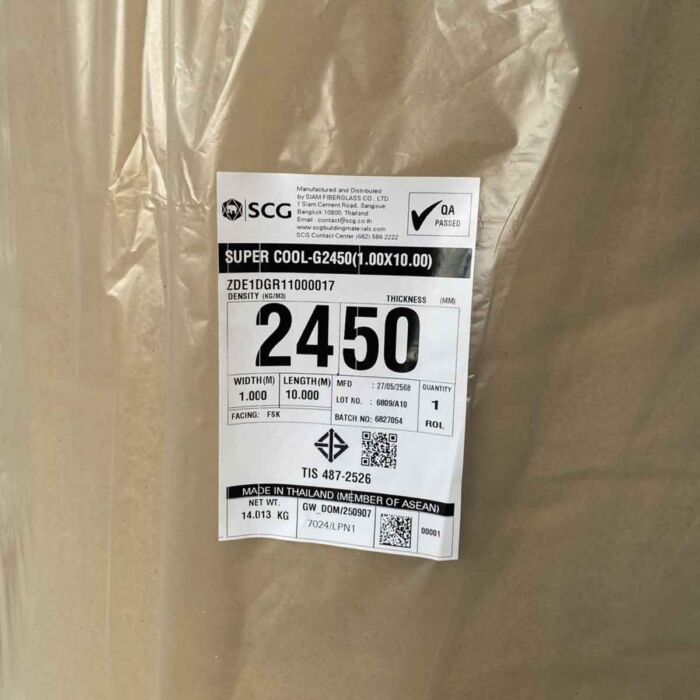 SCG
Manufactured and Distributed
by SIAM FIBERGLASS CO., LTD.
1 Siam Cement Road, Bangsue,
Bangkok 10800, Thailand
Email : contact@scg.co.th
www.scgbuildingmaterials.com
SCG Contact Center (662) 586 2222
QA
PASSED
SUPER COOL-G2450(1.00X10.00)
ZDE1DGR11000017
DENSITY (KG/M3) THICKNESS (MM)
2450
WIDTH(M) LENGTH(M) MFD : 27/05/2568 QUANTITY
1.000 10.000 LOT NO. : 6809/A10 1
FACING: FSK BATCH NO: 6827054 ROL
TIS 487-2526
MADE IN THAILAND (MEMBER OF ASEAN)
NET WT. GW_DOM/250907
14.013 KG 7024/LPN1 00001